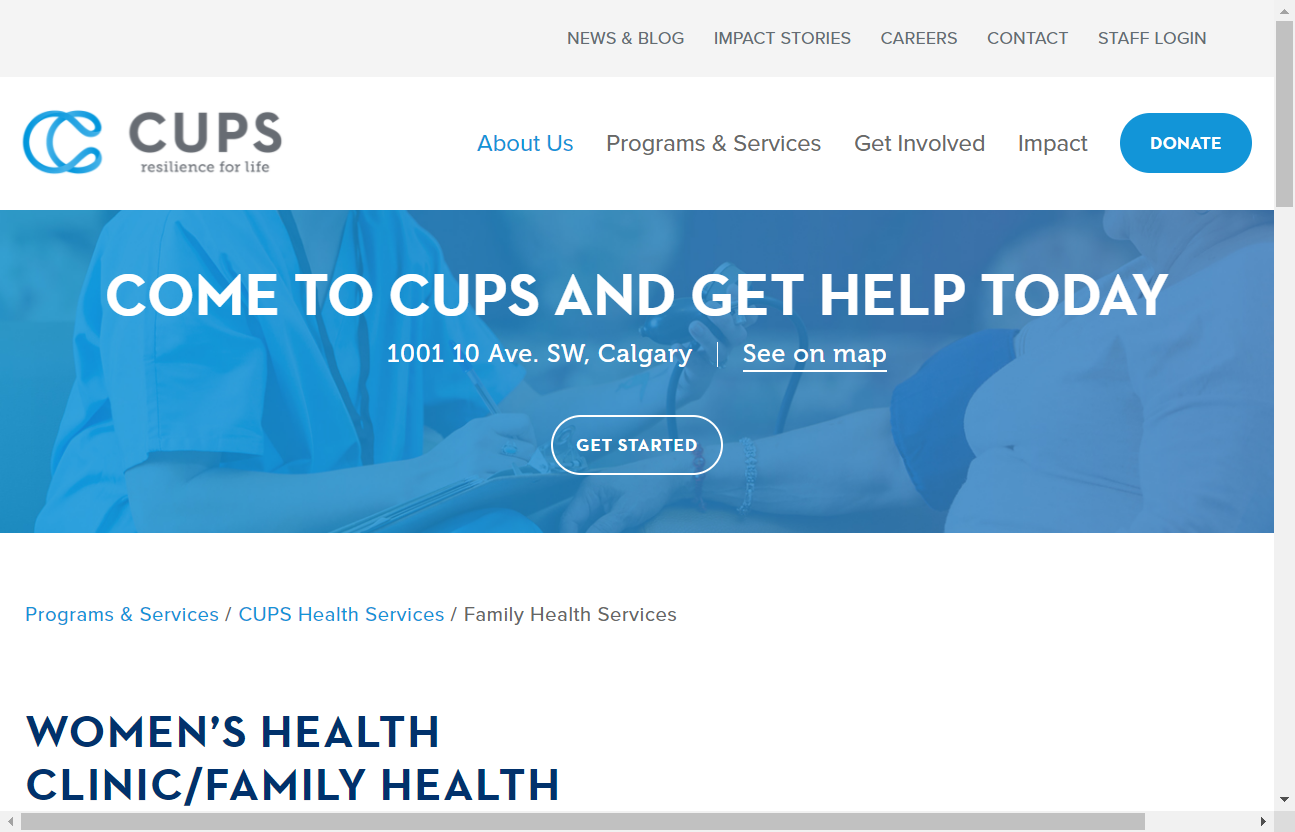 NEWS & BLOG IMPACT STORIES CAREERS CONTACT STAFF LOGIN
CUPS
resilience for life
About Us Programs & Services Get Involved Impact DONATE
COME TO CUPS AND GET HELP TODAY
1001 10 Ave. SW, Calgary | See on map
GET STARTED
Programs & Services / CUPS Health Services / Family Health Services
WOMEN’S HEALTH
CLINIC/FAMILY HEALTH